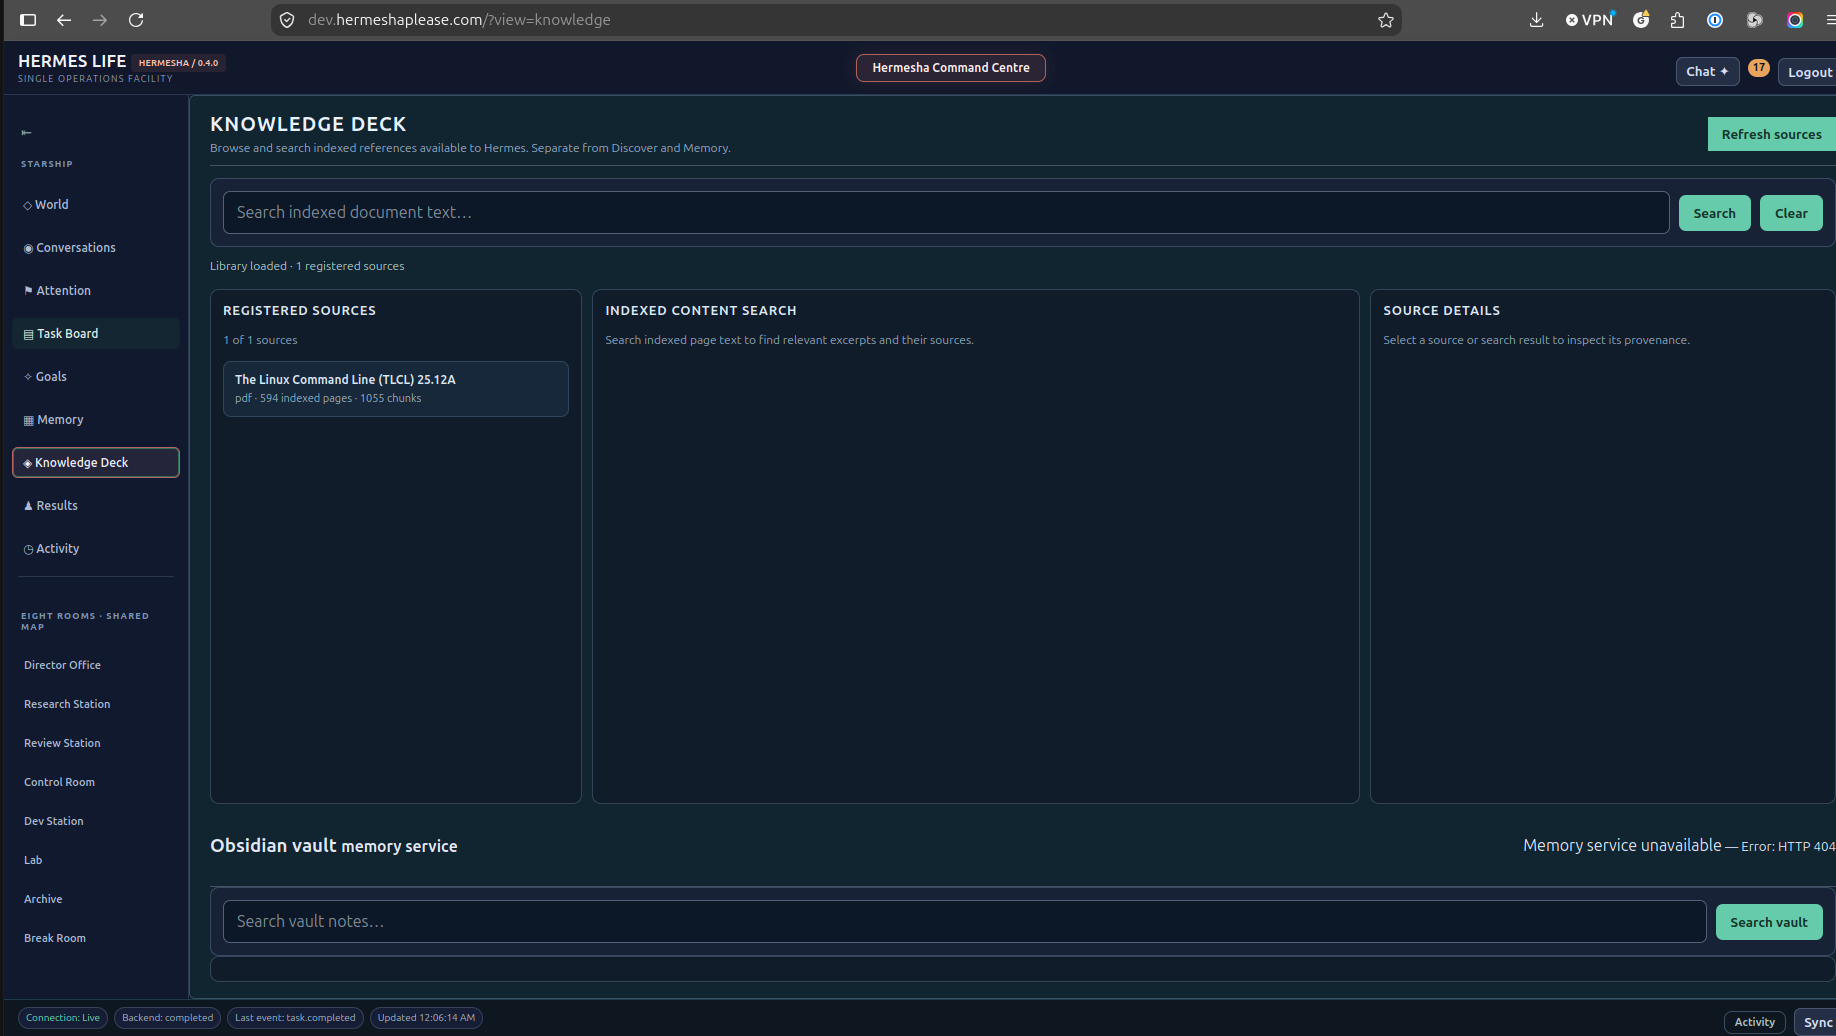 dev.hermeshaplease.com/?view=knowledge
VPN
HERMES LIFE HERMESHA / 0.4.0
SINGLE OPERATIONS FACILITY
Hermesha Command Centre
Chat ✦
17
Logout
STARSHIP
◇ World
◉ Conversations
⚑ Attention
▤ Task Board
✧ Goals
▦ Memory
◈ Knowledge Deck
♟ Results
◷ Activity
EIGHT ROOMS · SHARED
MAP
Director Office
Research Station
Review Station
Control Room
Dev Station
Lab
Archive
Break Room
KNOWLEDGE DECK
Browse and search indexed references available to Hermes. Separate from Discover and Memory.
Refresh sources
Search indexed document text…
Search
Clear
Library loaded · 1 registered sources
REGISTERED SOURCES
1 of 1 sources
The Linux Command Line (TLCL) 25.12A
pdf · 594 indexed pages · 1055 chunks
INDEXED CONTENT SEARCH
Search indexed page text to find relevant excerpts and their sources.
SOURCE DETAILS
Select a source or search result to inspect its provenance.
Obsidian vault memory service
Memory service unavailable — Error: HTTP 404
Search vault notes…
Search vault
Connection: Live
Backend: completed
Last event: task.completed
Updated 12:06:14 AM
Activity
Sync